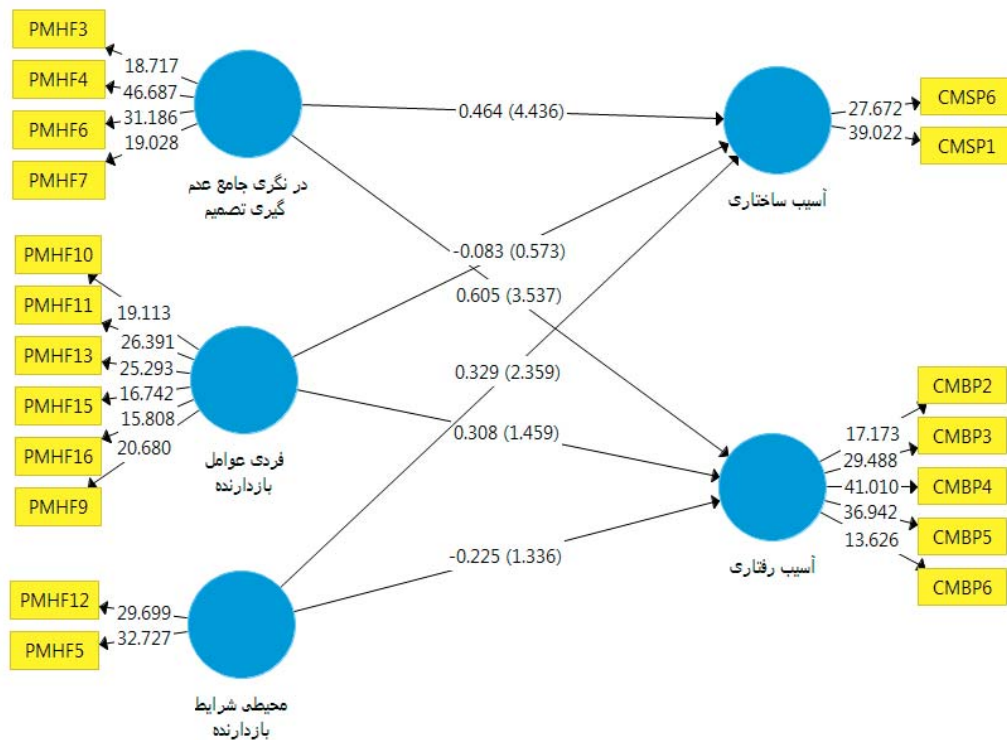 PMHF3
PMHF4
PMHF6
PMHF7
18.717
46.687
31.186
19.028
در نگری جامع عدم
گیری تصمیم
0.464 (4.436)
آسیب ساختاری
27.672
39.022
CMSP6
CMSP1
-0.083 (0.573)
0.605 (3.537)
PMHF10
PMHF11
PMHF13
PMHF15
PMHF16
PMHF9
19.113
26.391
25.293
16.742
15.808
20.680
فردی عوامل
بازدارنده
0.329 (2.359)
0.308 (1.459)
آسیب رفتاری
17.173
29.488
41.010
36.942
13.626
CMBP2
CMBP3
CMBP4
CMBP5
CMBP6
-0.225 (1.336)
PMHF12
PMHF5
29.699
32.727
محیطی شرایط
بازدارنده